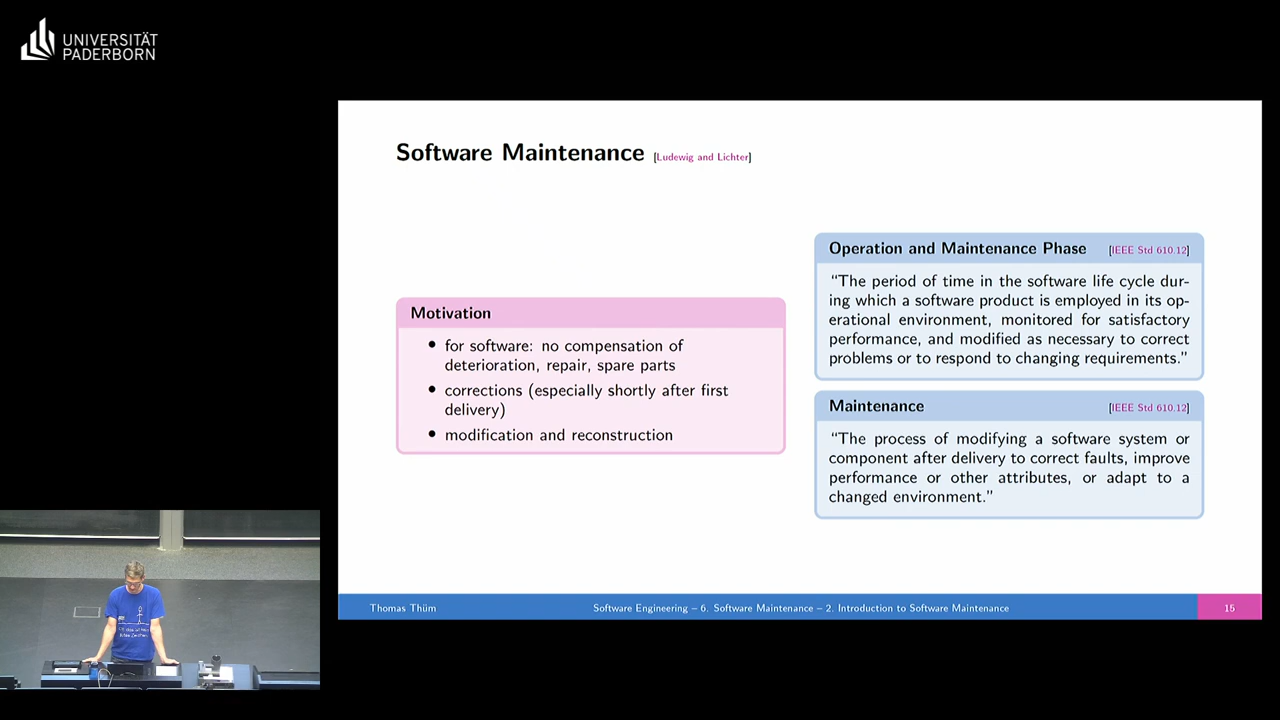 UNIVERSITÄT
PADERBORN
Software Maintenance [Ludewig and Lichter]
Motivation
• for software: no compensation of
deterioration, repair, spare parts
• corrections (especially shortly after first
delivery)
• modification and reconstruction
Operation and Maintenance Phase [IEEE Std 610.12]
“The period of time in the software life cycle dur-
ing which a software product is employed in its op-
erational environment, monitored for satisfactory
performance, and modified as necessary to correct
problems or to respond to changing requirements.”
Maintenance [IEEE Std 610.12]
“The process of modifying a software system or
component after delivery to correct faults, improve
performance or other attributes, or adapt to a
changed environment.”
Thomas Thüm
Software Engineering – 6. Software Maintenance – 2. Introduction to Software Maintenance
15